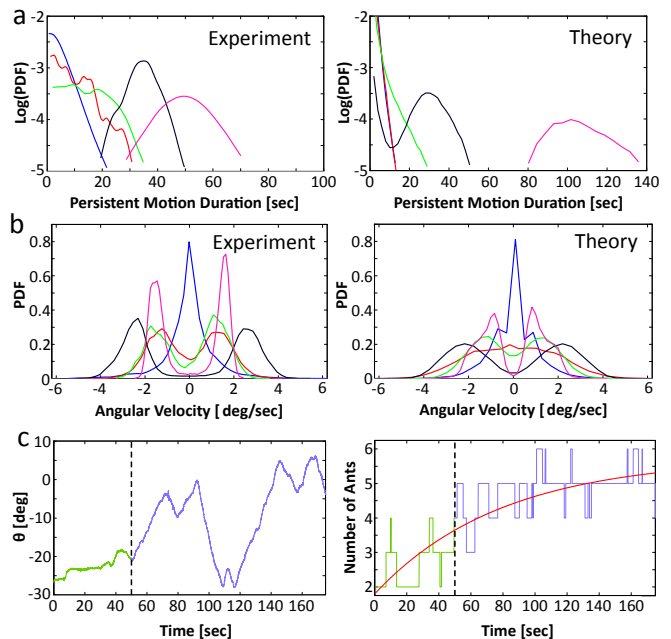 a
Experiment
Log(PDF)
-2
-3
-4
-5
0 20 40 60 80 100
Persistent Motion Duration [sec]
Theory
Log(PDF)
-2
-3
-4
-5
0 20 40 60 80 100 120 140
Persistent Motion Duration [sec]
b
Experiment
PDF
0.8
0.6
0.4
0.2
0
-6 -4 -2 0 2 4 6
Angular Velocity [ deg/sec]
Theory
PDF
0.8
0.6
0.4
0.2
0
-6 -4 -2 0 2 4 6
Angular Velocity [ deg/sec]
c
θ [deg]
10
0
-10
-20
-30
0 20 40 60 80 100 120 140 160
Time [sec]
Number of Ants
6
5
4
3
2
0 20 40 60 80 100 120 140 160
Time [sec]